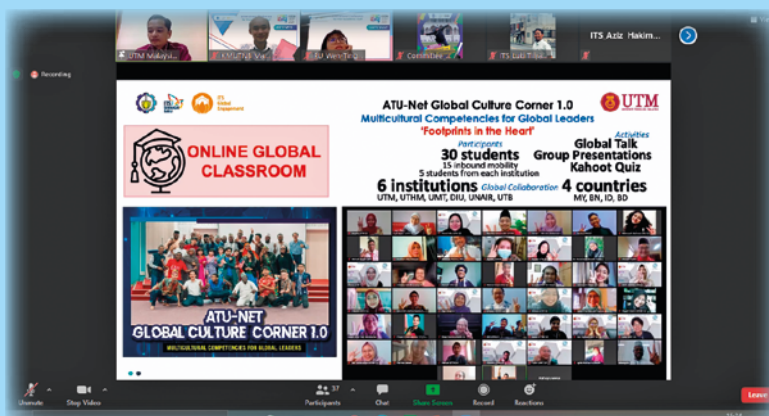 ITS Aziz Hakim...
UTM Malaysi...
Committee...
Recording
ITS
Global
Engagement
UTM
ATU-Net Global Culture Corner 1.0
Multicultural Competencies for Global Leaders
'Footprints in the Heart'
ONLINE GLOBAL
CLASSROOM
Participants
30 students
15 inbound mobility
5 students from each institution
Activities
Global Talk
Group Presentations
Kahoot Quiz
6 institutions Global Collaboration 4 countries
UTM, UTHM, UMT, DIU, UNAIR, UTB
MY, BN, ID, BD
ATU-NET
GLOBAL CULTURE CORNER 1.0
MULTICULTURAL COMPETENCIES FOR GLOBAL LEADERS
Unmute
Stop Video
37
Participants
Chat
Share Screen
Record
Reactions
Leave